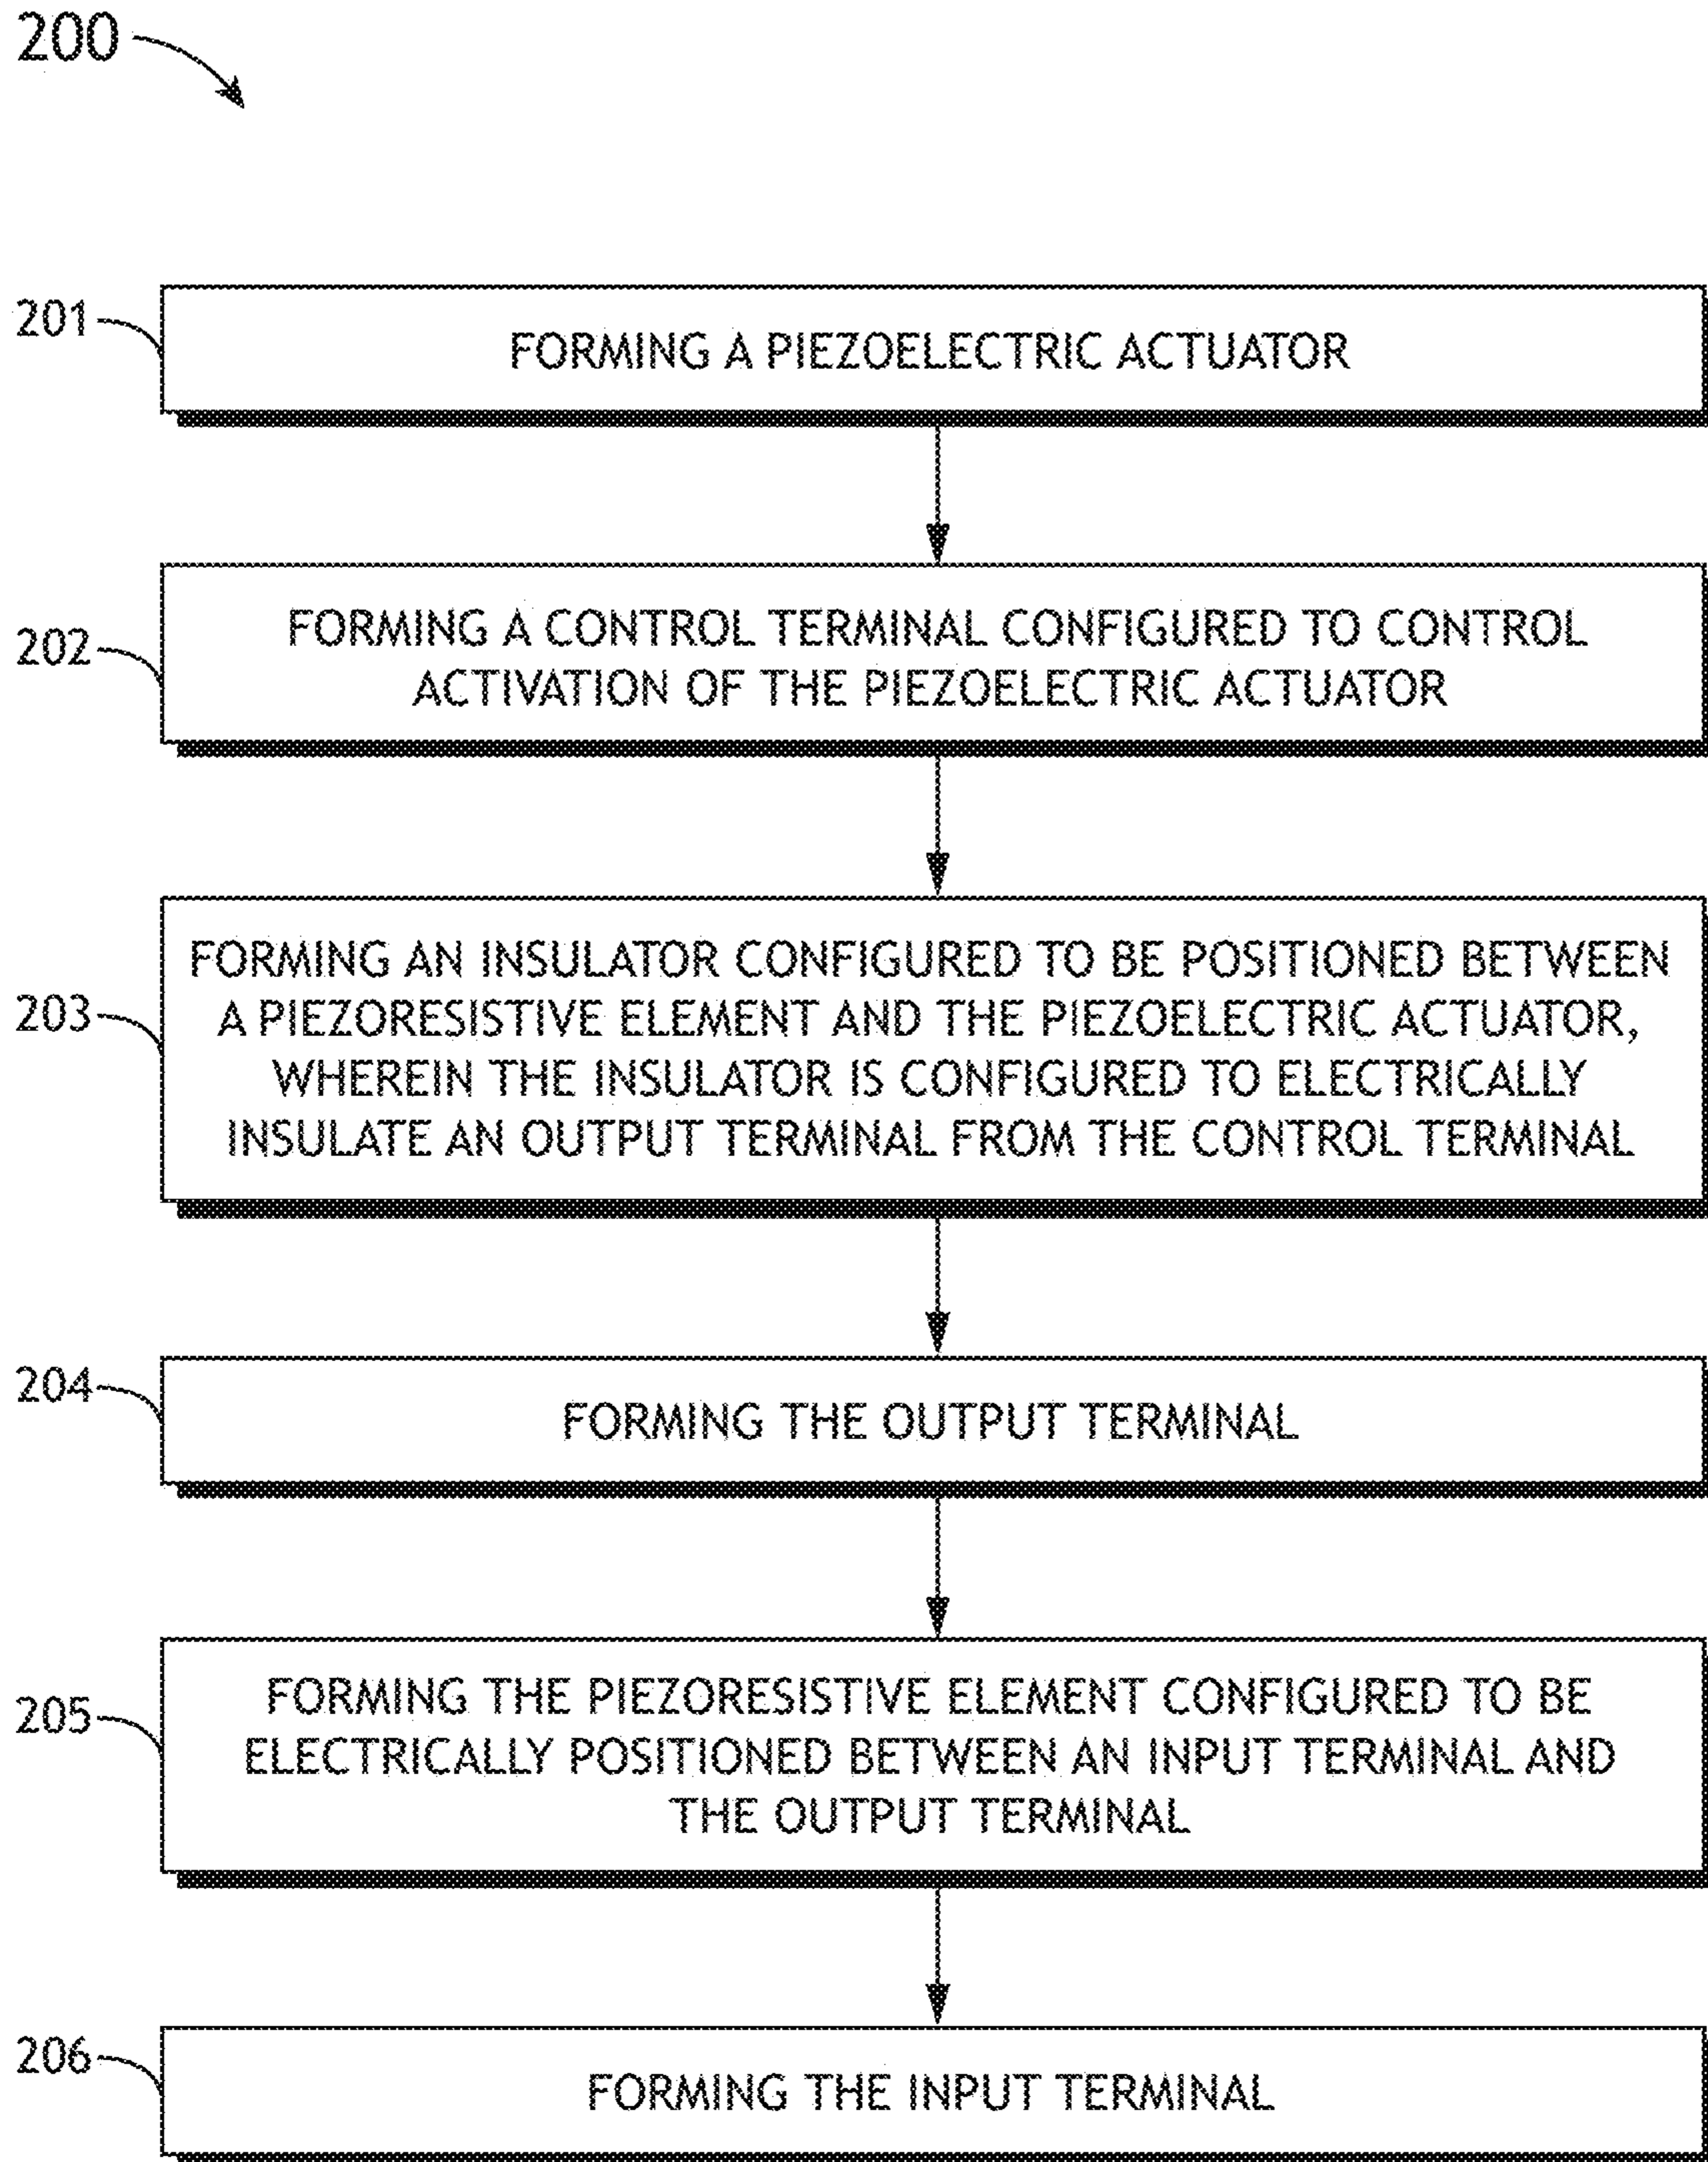 200
201
FORMING A PIEZOELECTRIC ACTUATOR
202
FORMING A CONTROL TERMINAL CONFIGURED TO CONTROL
ACTIVATION OF THE PIEZOELECTRIC ACTUATOR
203
FORMING AN INSULATOR CONFIGURED TO BE POSITIONED BETWEEN
A PIEZORESISTIVE ELEMENT AND THE PIEZOELECTRIC ACTUATOR,
WHEREIN THE INSULATOR IS CONFIGURED TO ELECTRICALLY
INSULATE AN OUTPUT TERMINAL FROM THE CONTROL TERMINAL
204
FORMING THE OUTPUT TERMINAL
205
FORMING THE PIEZORESISTIVE ELEMENT CONFIGURED TO BE
ELECTRICALLY POSITIONED BETWEEN AN INPUT TERMINAL AND
THE OUTPUT TERMINAL
206
FORMING THE INPUT TERMINAL